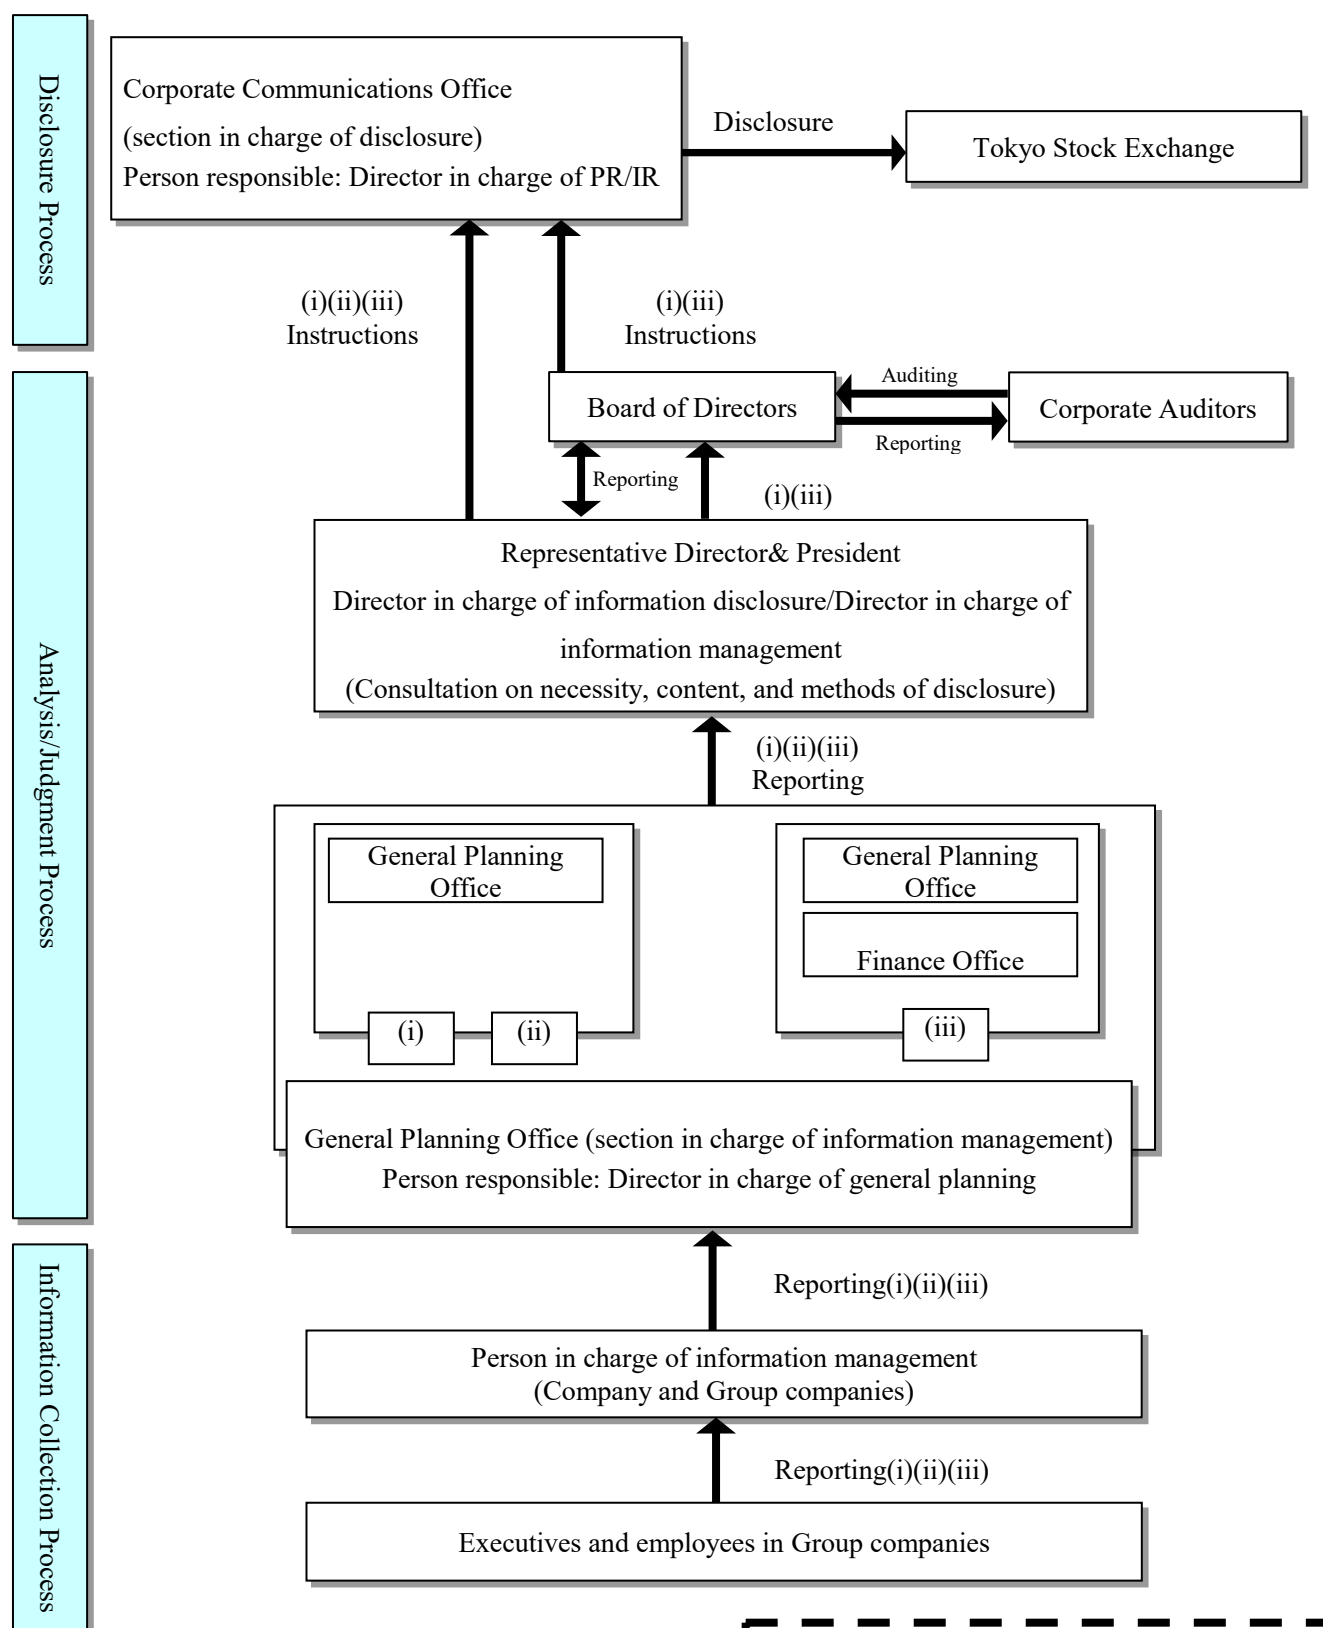 Disclosure Process
Corporate Communications Office
(section in charge of disclosure)
Person responsible: Director in charge of PR/IR
Disclosure
Tokyo Stock Exchange
(i)(ii)(iii)
Instructions
(i)(iii)
Instructions
Analysis/Judgment Process
Board of Directors
Auditing
Reporting
Corporate Auditors
Reporting
(i)(iii)
Representative Director& President
Director in charge of information disclosure/Director in charge of
information management
(Consultation on necessity, content, and methods of disclosure)
(i)(ii)(iii)
Reporting
General Planning
Office
(i)
(ii)
General Planning
Office
Finance Office
(iii)
General Planning Office (section in charge of information management)
Person responsible: Director in charge of general planning
Information Collection Process
Reporting(i)(ii)(iii)
Person in charge of information management
(Company and Group companies)
Reporting(i)(ii)(iii)
Executives and employees in Group companies